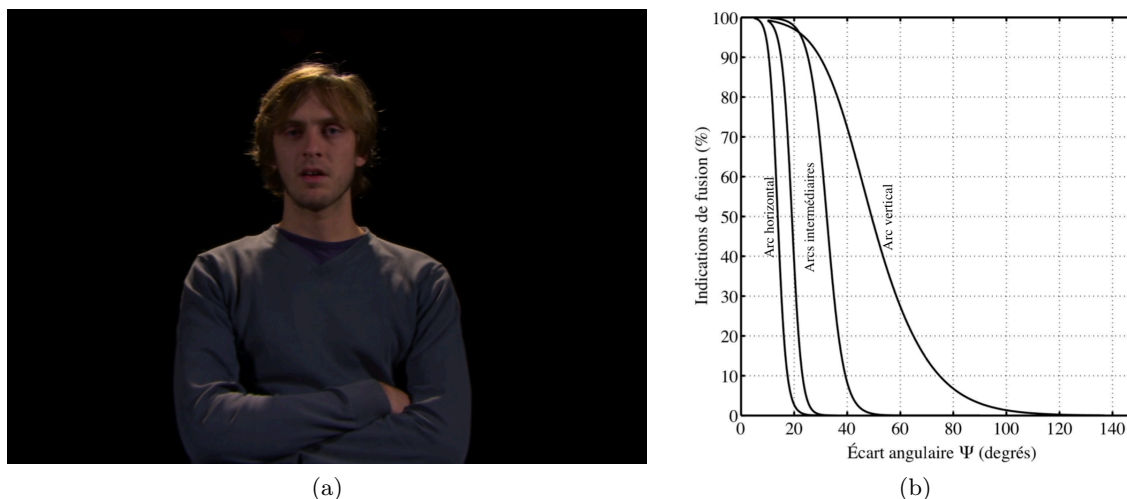 100
90
80
70
60
50
40
30
20
10
0
Indications de fusion (%)
Arc horizontal
Arcs intermédiaires
Arc vertical
0 20 40 60 80 100 120 140
Écart angulaire Ψ (degrés)
(a) (b)